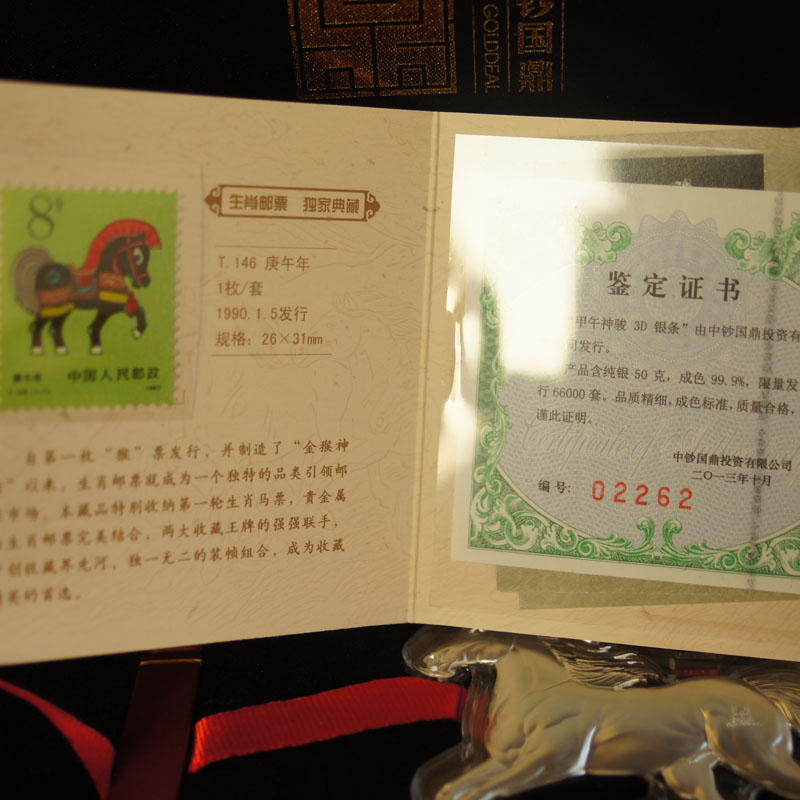 钞国鼎
GOLDDEAL
8分
中国人民邮政
生肖邮票 独家典藏
T.146 庚午年
1枚/套
1990.1.5发行
规格：26×31mm
自第一枚“猴”票发行，并制造了“金猴神
”以来，生肖邮票就成为一个独特的品类引领邮
市场。本藏品特别收纳第一轮生肖马票，贵金属
生肖邮票完美结合，两大收藏王牌的强强联手，
创收藏界先河，独一无二的装帧组合，成为收藏
的首选。
鉴定证书
“甲午神骏 3D 银条”由中钞国鼎投资有
司发行。
产品含纯银 50 克，成色 99.9%，限量发
行 66000 套。品质精细，成色标准，质量合格，
谨此证明。
Certificate
中钞国鼎投资有限公司
二〇一三年十月
编号：02262